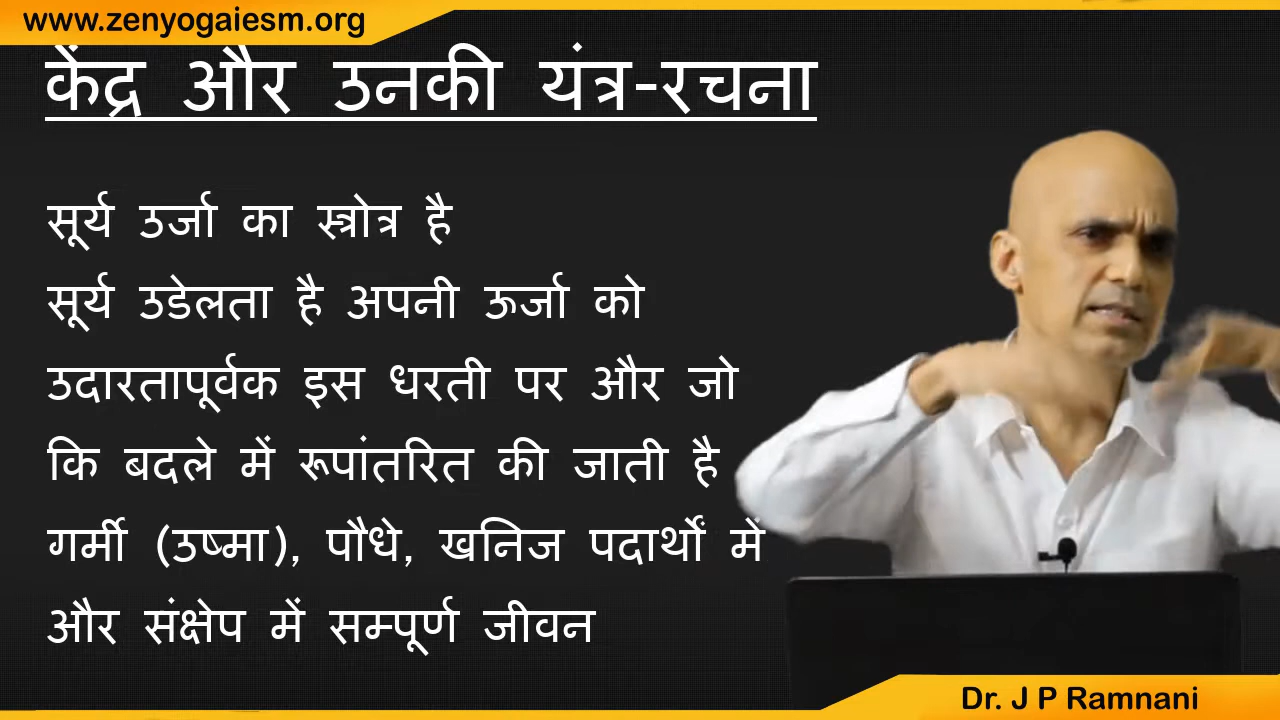 www.zenyogaiesm.org
केंद्र और उनकी यंत्र-रचना
सूर्य उर्जा का स्त्रोत्र है
सूर्य उडेलता है अपनी ऊर्जा को
उदारतापूर्वक इस धरती पर और जो
कि बदले में रूपांतरित की जाती है
गर्मी (उष्मा), पौधे, खनिज पदार्थों में
और संक्षेप में सम्पूर्ण जीवन
Dr. J P Ramnani